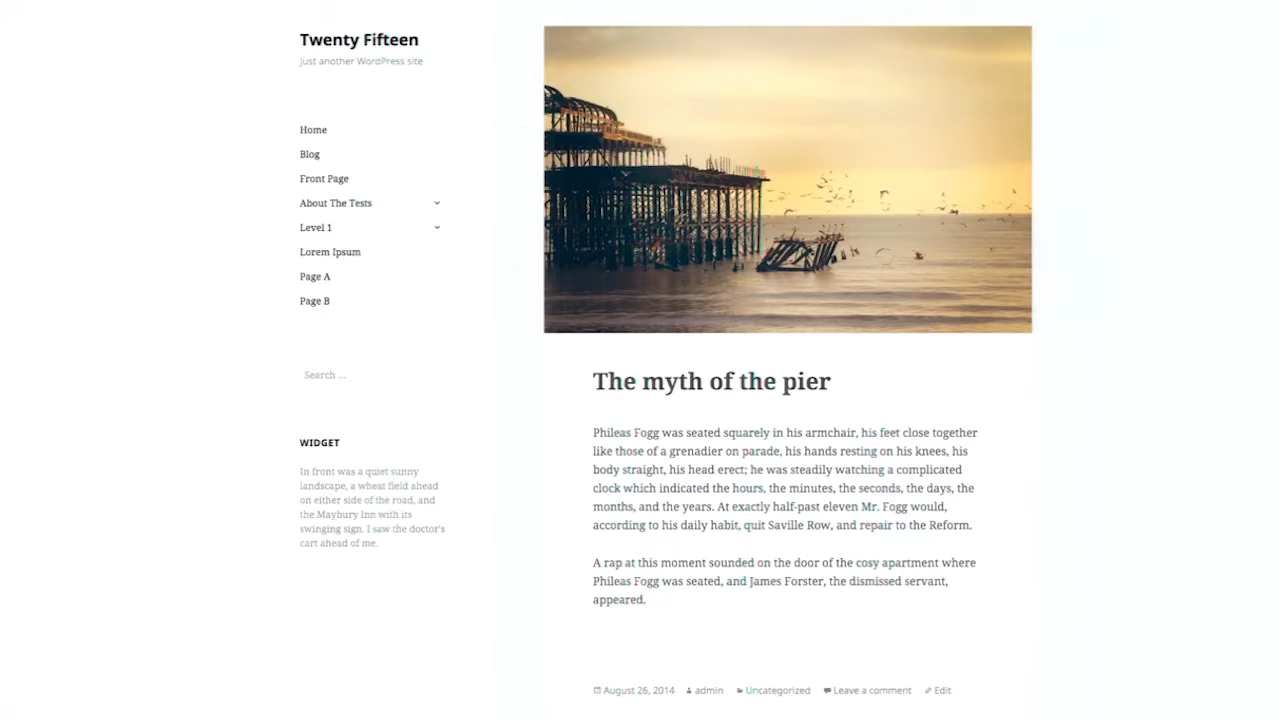 Twenty Fifteen
Just another WordPress site
Home
Blog
Front Page
About The Tests
Level 1
Lorem Ipsum
Page A
Page B
Search ...
WIDGET
In front was a quiet sunny
landscape, a wheat field ahead
on either side of the road, and
the Maybury Inn with its
swinging sign. I saw the doctor's
cart ahead of me.
The myth of the pier
Phileas Fogg was seated squarely in his armchair, his feet close together
like those of a grenadier on parade, his hands resting on his knees, his
body straight, his head erect; he was steadily watching a complicated
clock which indicated the hours, the minutes, the seconds, the days, the
months, and the years. At exactly half-past eleven Mr. Fogg would,
according to his daily habit, quit Saville Row, and repair to the Reform.
A rap at this moment sounded on the door of the cosy apartment where
Phileas Fogg was seated, and James Forster, the dismissed servant,
appeared.
August 26, 2014 admin Uncategorized Leave a comment Edit